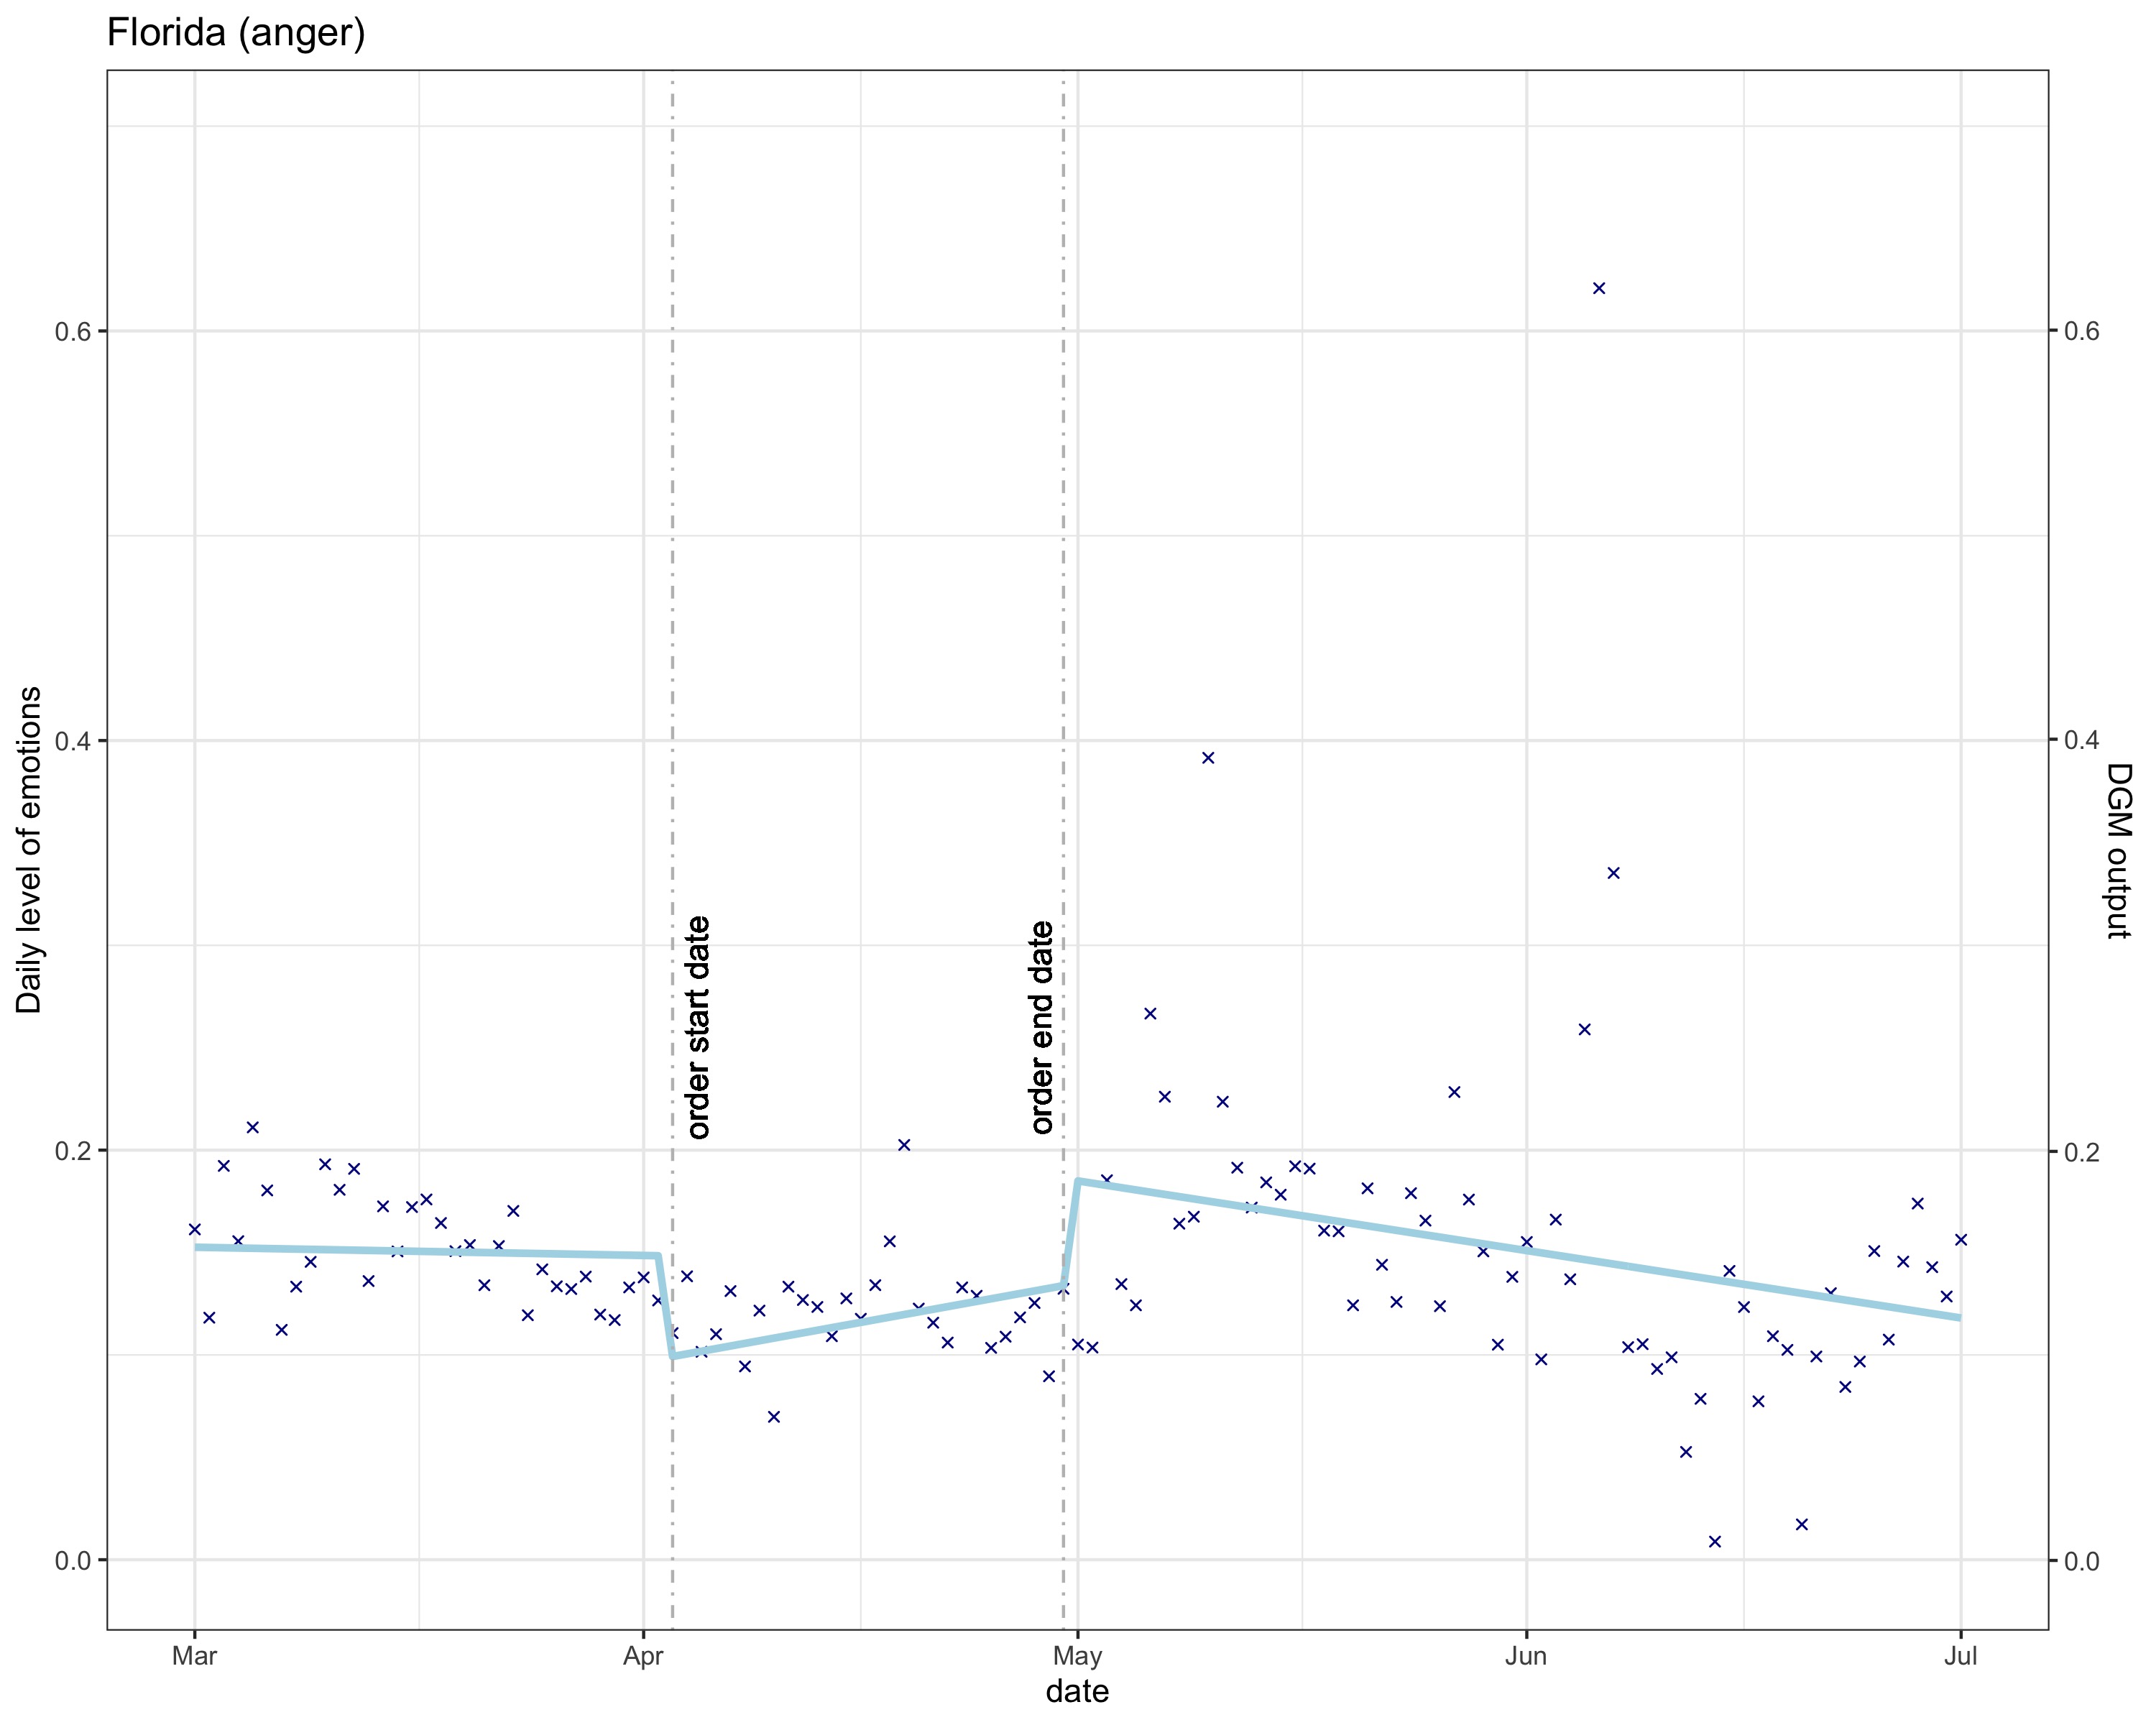 Florida (anger)
Daily level of emotions
0.6
0.4
0.2
0.0
order start date
order end date
0.6
0.4
0.2
0.0
DGM output
Mar
Apr
May
Jun
Jul
date